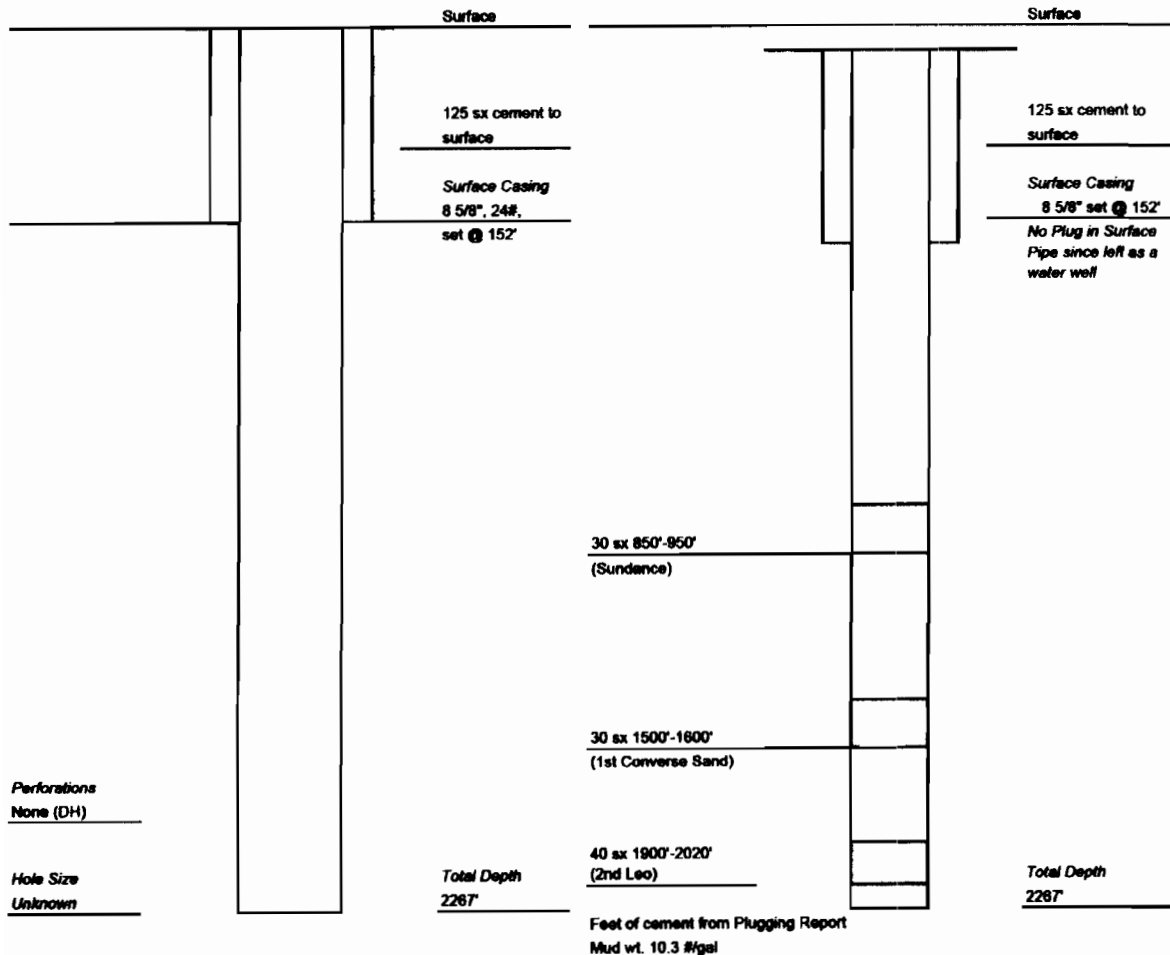 Surface
125 sx cement to
surface
Surface Casing
8 5/8", 24#,
set @ 152'
Perforations
None (DH)
Hole Size
Unknown
Total Depth
2267'
Surface
125 sx cement to
surface
Surface Casing
8 5/8" set @ 152'
No Plug in Surface
Pipe since left as a
water well
30 sx 850'-950'
(Sundance)
30 sx 1500'-1600'
(1st Converse Sand)
40 sx 1900'-2020'
(2nd Leo)
Total Depth
2267'
Feet of cement from Plugging Report
Mud wt. 10.3 #/gal